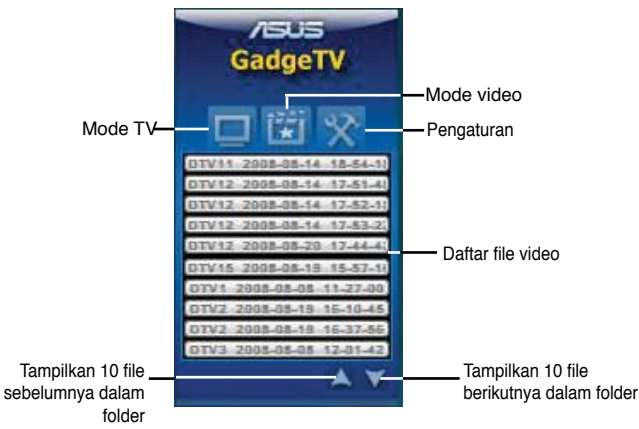 ASUS
GadgeTV
Mode video
Mode TV
Pengaturan
DTV11 2008-08-14 18-54-1
DTV12 2008-08-14 17-51-4
DTV12 2008-08-14 17-52-1
DTV12 2008-08-14 17-53-2
DTV12 2008-08-20 17-44-4
Daftar file video
DTV15 2008-08-19 15-57-1
DTV1 2008-08-08 11-27-00
DTV2 2008-08-19 16-10-45
DTV2 2008-08-19 16-37-56
DTV3 2008-08-08 12-01-42
Tampilkan 10 file
sebelumnya dalam
folder
Tampilkan 10 file
berikutnya dalam folder